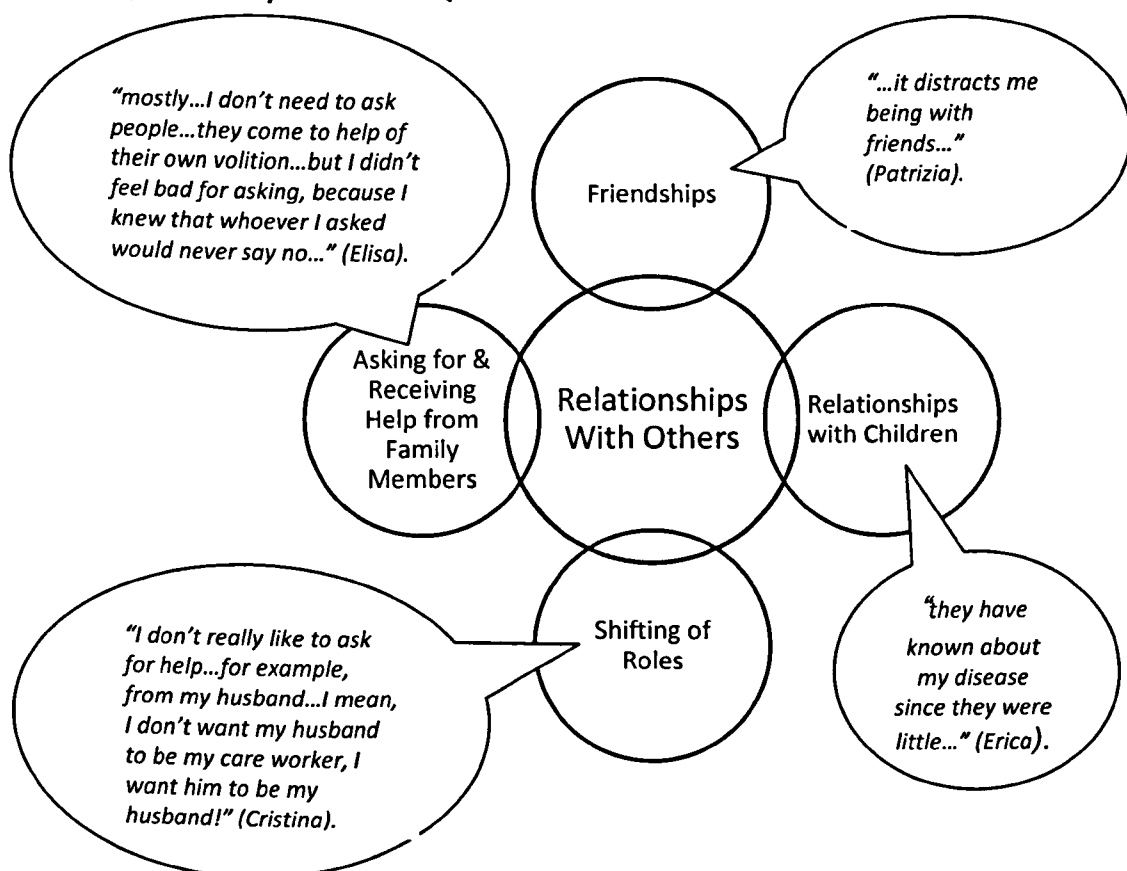 "mostly...I don't need to ask
people...they come to help of
their own volition...but I didn't
feel bad for asking, because I
knew that whoever I asked
would never say no..." (Elisa).
"...it distracts me
being with
friends..."
(Patrizia).
Friendships
Asking for &
Receiving
Help from
Family
Members
Relationships
With Others
Relationships
with Children
"I don't really like to ask
for help...for example,
from my husband...I mean,
I don't want my husband
to be my care worker, I
want him to be my
husband!" (Cristina).
Shifting of
Roles
"they have
known about
my disease
since they were
little..." (Erica).